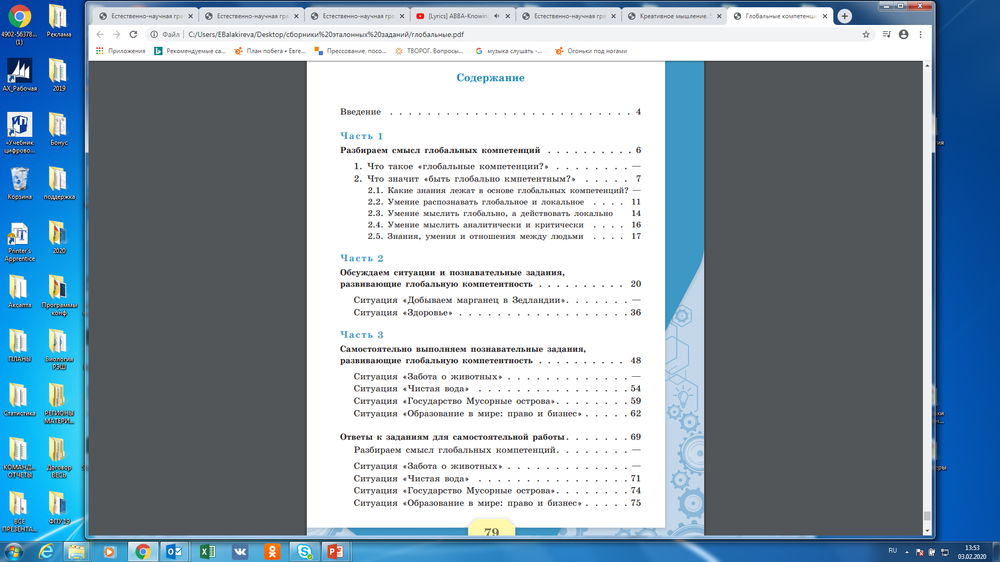 4902-56378...
(1)
Реклама
АХ_Рабочая
2019
«Учебник
цифрово...
Бонус
Корзина
поддержка
Printer's
Apprentice
2020
Аксапта
Программы
конф
ПЛАНЫ
Биология
РЭШ
Статистика
РЕГИОНЫ
МАТЕРИ...
КОМАНД...
ОТЧЕТЫ
Договор
ВЕСЬ
ВСЕ
ПРЕЗЕНТА...
ФПУ 19
Естественно-научная гра
Естественно-научная гра
Естественно-научная гра
[Lyrics] ABBA-Knowing
Естественно-научная гра
Креативное мышление. 5
Глобальные компетенци
Файл
C:/Users/EBalakireva/Desktop/сборники%20эталонных%20заданий/глобальные.pdf
Приложения
Рекомендуемые са...
План побега • Евге...
Прессование, посо...
ТВОРОГ. Вопросы...
музыка слушать -...
Огоньки под ногами
Содержание
Введение . . . . . . . . . . . . . . . . . . . . . . . . . . 4
Часть 1
Разбираем смысл глобальных компетенций . . . . . . . . . . 6
1. Что такое «глобальные компетенции?» . . . . . . . . —
2. Что значит «быть глобально кмпетентным?» . . . . . 7
2.1. Какие знания лежат в основе глобальных компетенций? —
2.2. Умение распознавать глобальное и локальное . . . . 11
2.3. Умение мыслить глобально, а действовать локально 14
2.4. Умение мыслить аналитически и критически . . . . 16
2.5. Знания, умения и отношения между людьми . . . . 17
Часть 2
Обсуждаем ситуации и познавательные задания,
развивающие глобальную компетентность . . . . . . . . . . 20
Ситуация «Добываем марганец в Зедландии». . . . . . . —
Ситуация «Здоровье» . . . . . . . . . . . . . . . . . . 36
Часть 3
Самостоятельно выполняем познавательные задания,
развивающие глобальную компетентность . . . . . . . . . . 48
Ситуация «Забота о животных» . . . . . . . . . . . . . —
Ситуация «Чистая вода» . . . . . . . . . . . . . . . . 54
Ситуация «Государство Мусорные острова». . . . . . . . 59
Ситуация «Образование в мире: право и бизнес» . . . . . 62
Ответы к заданиям для самостоятельной работы. . . . . . . 69
Разбираем смысл глобальных компетенций. . . . . . . . —
Ситуация «Забота о животных» . . . . . . . . . . . . . —
Ситуация «Чистая вода» . . . . . . . . . . . . . . . . 71
Ситуация «Государство Мусорные острова». . . . . . . . 74
Ситуация «Образование в мире: право и бизнес» . . . . . 75
79
RU
13:53
03.02.2020